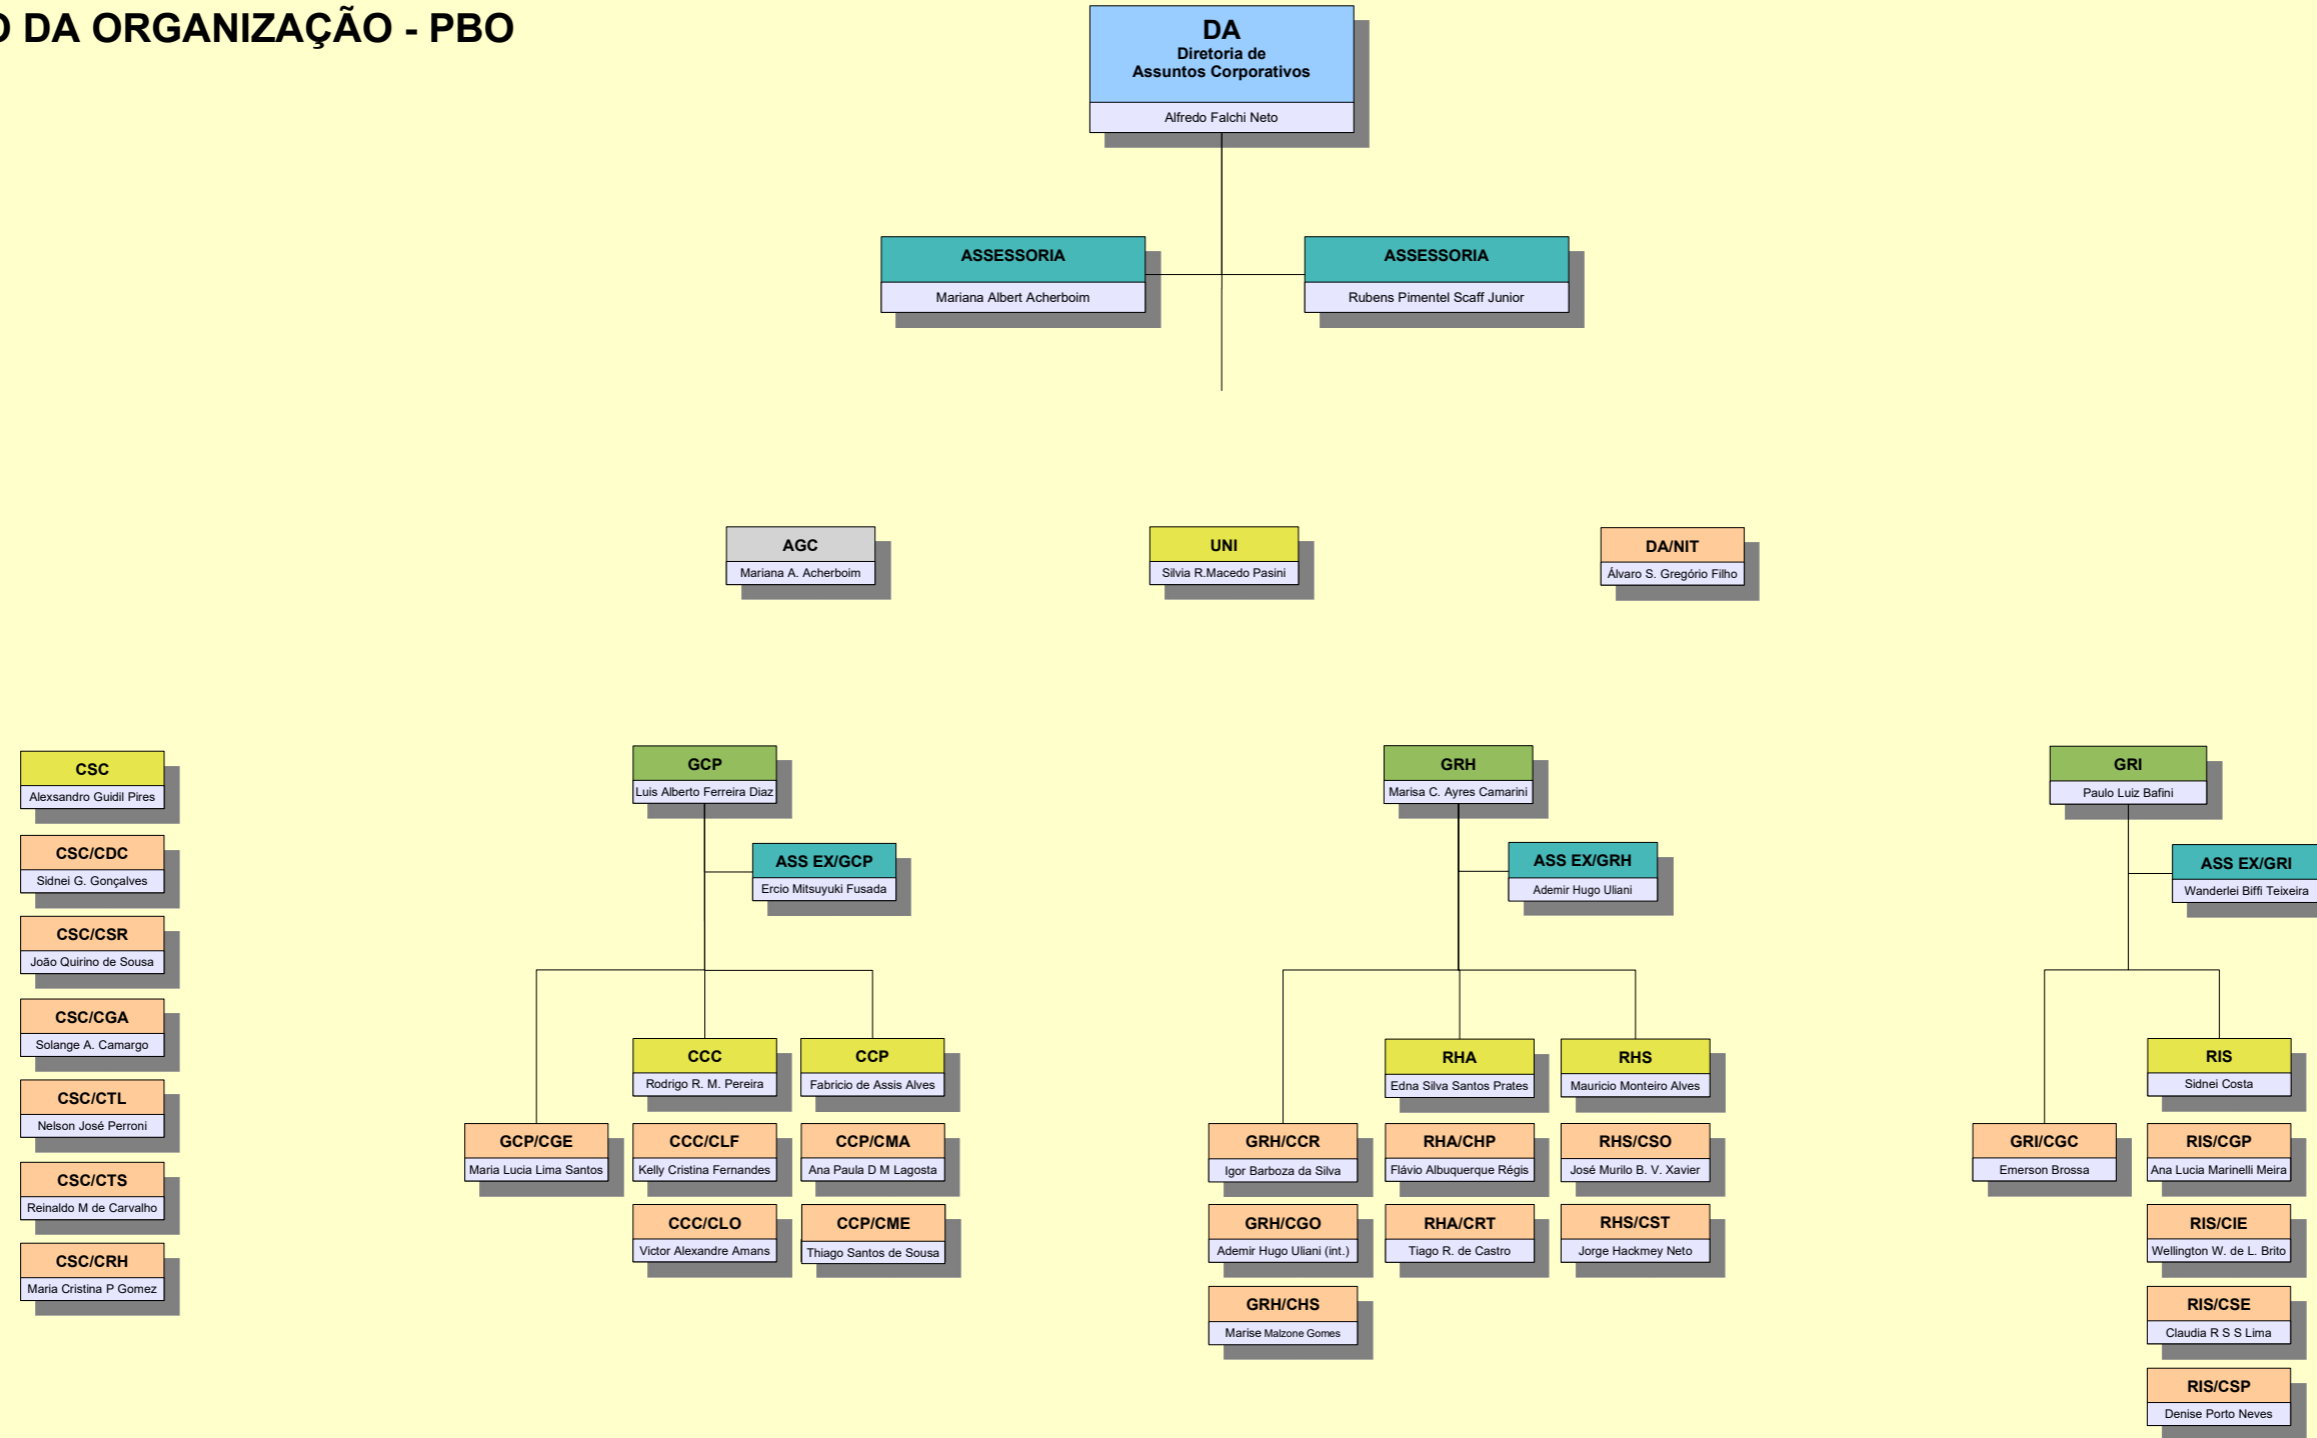 O DA ORGANIZAÇÃO - PBO
DA
Diretoria de
Assuntos Corporativos
Alfredo Falchi Neto
ASSESSORIA
Mariana Albert Acherboim
ASSESSORIA
Rubens Pimentel Scaff Junior
AGC
Mariana A. Acherboim
UNI
Silvia R.Macedo Pasini
DA/NIT
Álvaro S. Gregório Filho
CSC
Alexsandro Guidil Pires
CSC/CDC
Sidnei G. Gonçalves
CSC/CSR
João Quirino de Sousa
CSC/CGA
Solange A. Camargo
CSC/CTL
Nelson José Perroni
CSC/CTS
Reinaldo M de Carvalho
CSC/CRH
Maria Cristina P Gomez
GCP
Luis Alberto Ferreira Diaz
ASS EX/GCP
Ercio Mitsuyuki Fusada
GCP/CGE
Maria Lucia Lima Santos
CCC
Rodrigo R. M. Pereira
CCC/CLF
Kelly Cristina Fernandes
CCC/CLO
Victor Alexandre Amans
CCP
Fabricio de Assis Alves
CCP/CMA
Ana Paula D M Lagosta
CCP/CME
Thiago Santos de Sousa
GRH
Marisa C. Ayres Camarini
ASS EX/GRH
Ademir Hugo Uliani
GRH/CCR
Igor Barboza da Silva
GRH/CGO
Ademir Hugo Uliani (int.)
GRH/CHS
Marise Malzone Gomes
RHA
Edna Silva Santos Prates
RHA/CHP
Flávio Albuquerque Régis
RHA/CRT
Tiago R. de Castro
RHS
Mauricio Monteiro Alves
RHS/CSO
José Murilo B. V. Xavier
RHS/CST
Jorge Hackmey Neto
GRI
Paulo Luiz Bafini
ASS EX/GRI
Wanderlei Biffi Teixeira
GRI/CGC
Emerson Brossa
RIS
Sidnei Costa
RIS/CGP
Ana Lucia Marinelli Meira
RIS/CIE
Wellington W. de L. Brito
RIS/CSE
Claudia R S S Lima
RIS/CSP
Denise Porto Neves